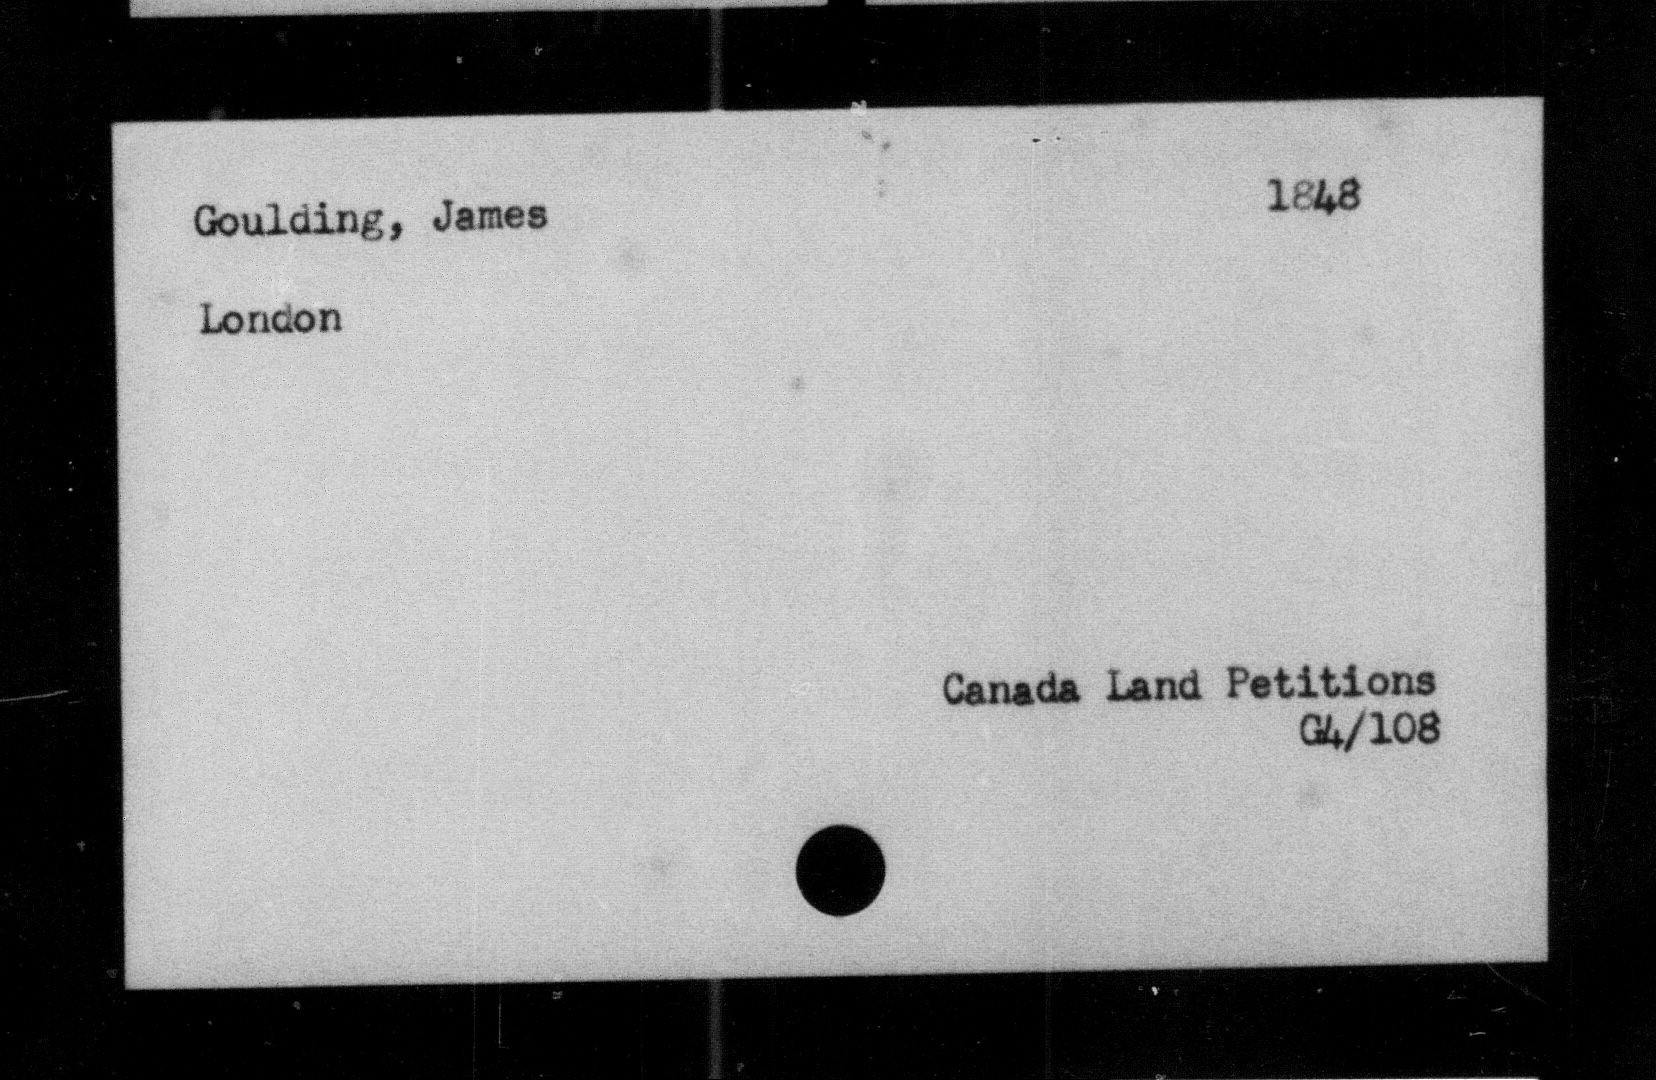 Goulding, James
1848
London
Canada Land Petitions
G4/108